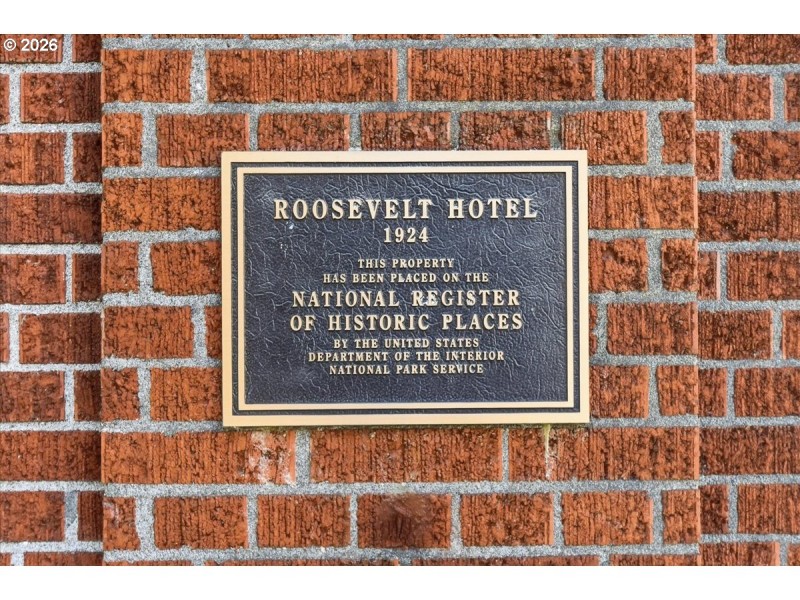 © 2026
ROOSEVELT HOTEL
1924
THIS PROPERTY
HAS BEEN PLACED ON THE
NATIONAL REGISTER
OF HISTORIC PLACES
BY THE UNITED STATES
DEPARTMENT OF THE INTERIOR
NATIONAL PARK SERVICE